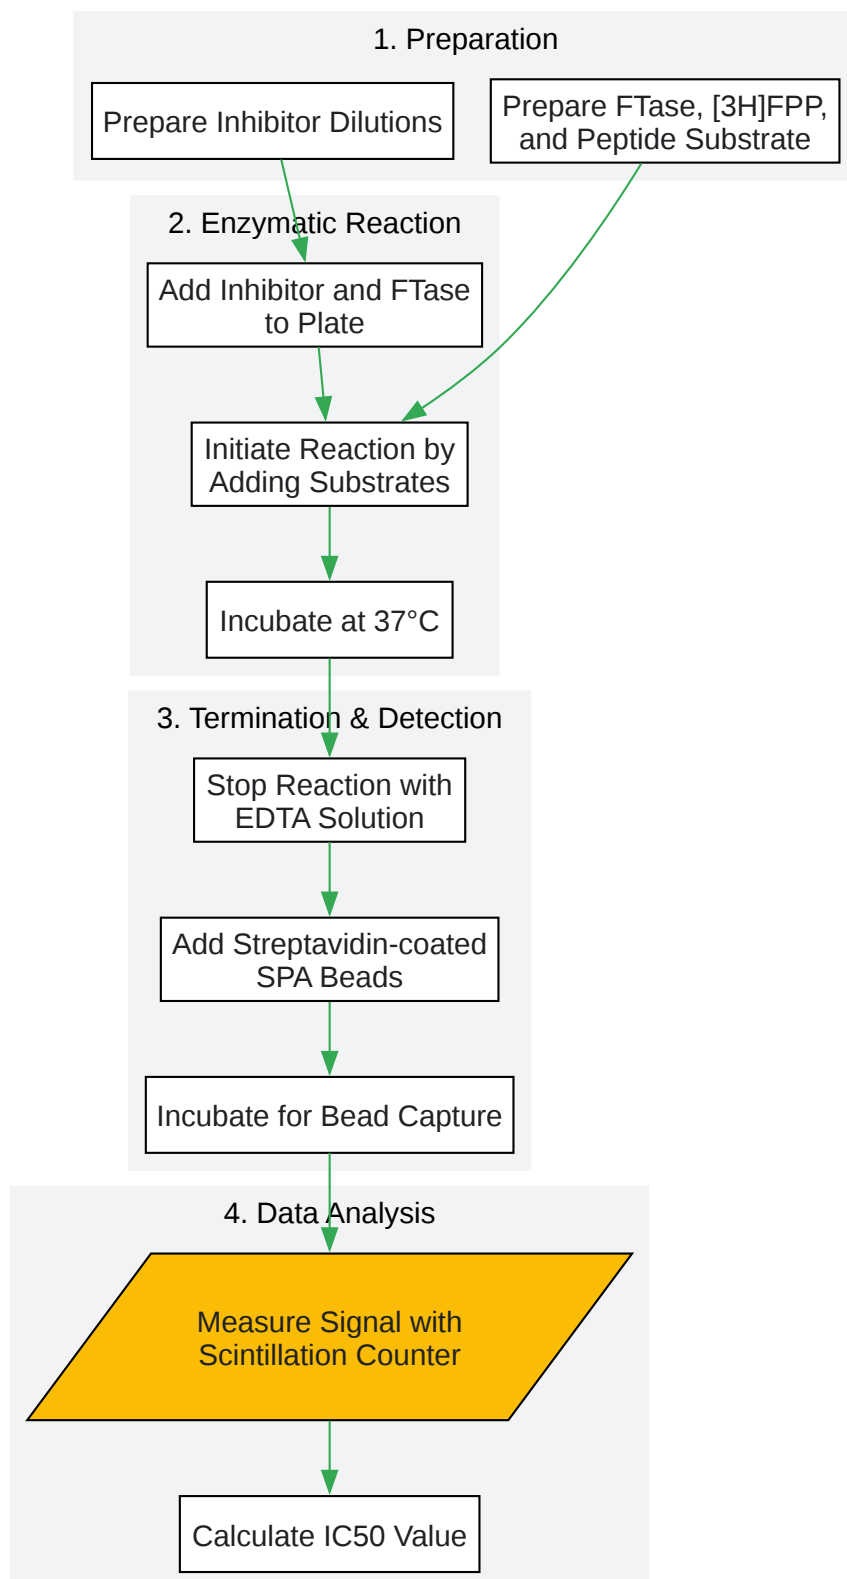 1. Preparation
Prepare Inhibitor Dilutions
Prepare FTase, [3H]FPP,
and Peptide Substrate
2. Enzymatic Reaction
Add Inhibitor and FTase
to Plate
Initiate Reaction by
Adding Substrates
Incubate at 37°C
3. Termination & Detection
Stop Reaction with
EDTA Solution
Add Streptavidin-coated
SPA Beads
Incubate for Bead Capture
4. Data Analysis
Measure Signal with
Scintillation Counter
Calculate IC50 Value